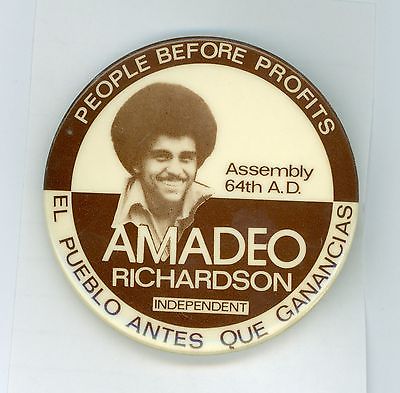 PEOPLE BEFORE PROFITS
Assembly
64th A.D.
AMADEO
RICHARDSON
INDEPENDENT
EL PUEBLO ANTES QUE GANANCIAS